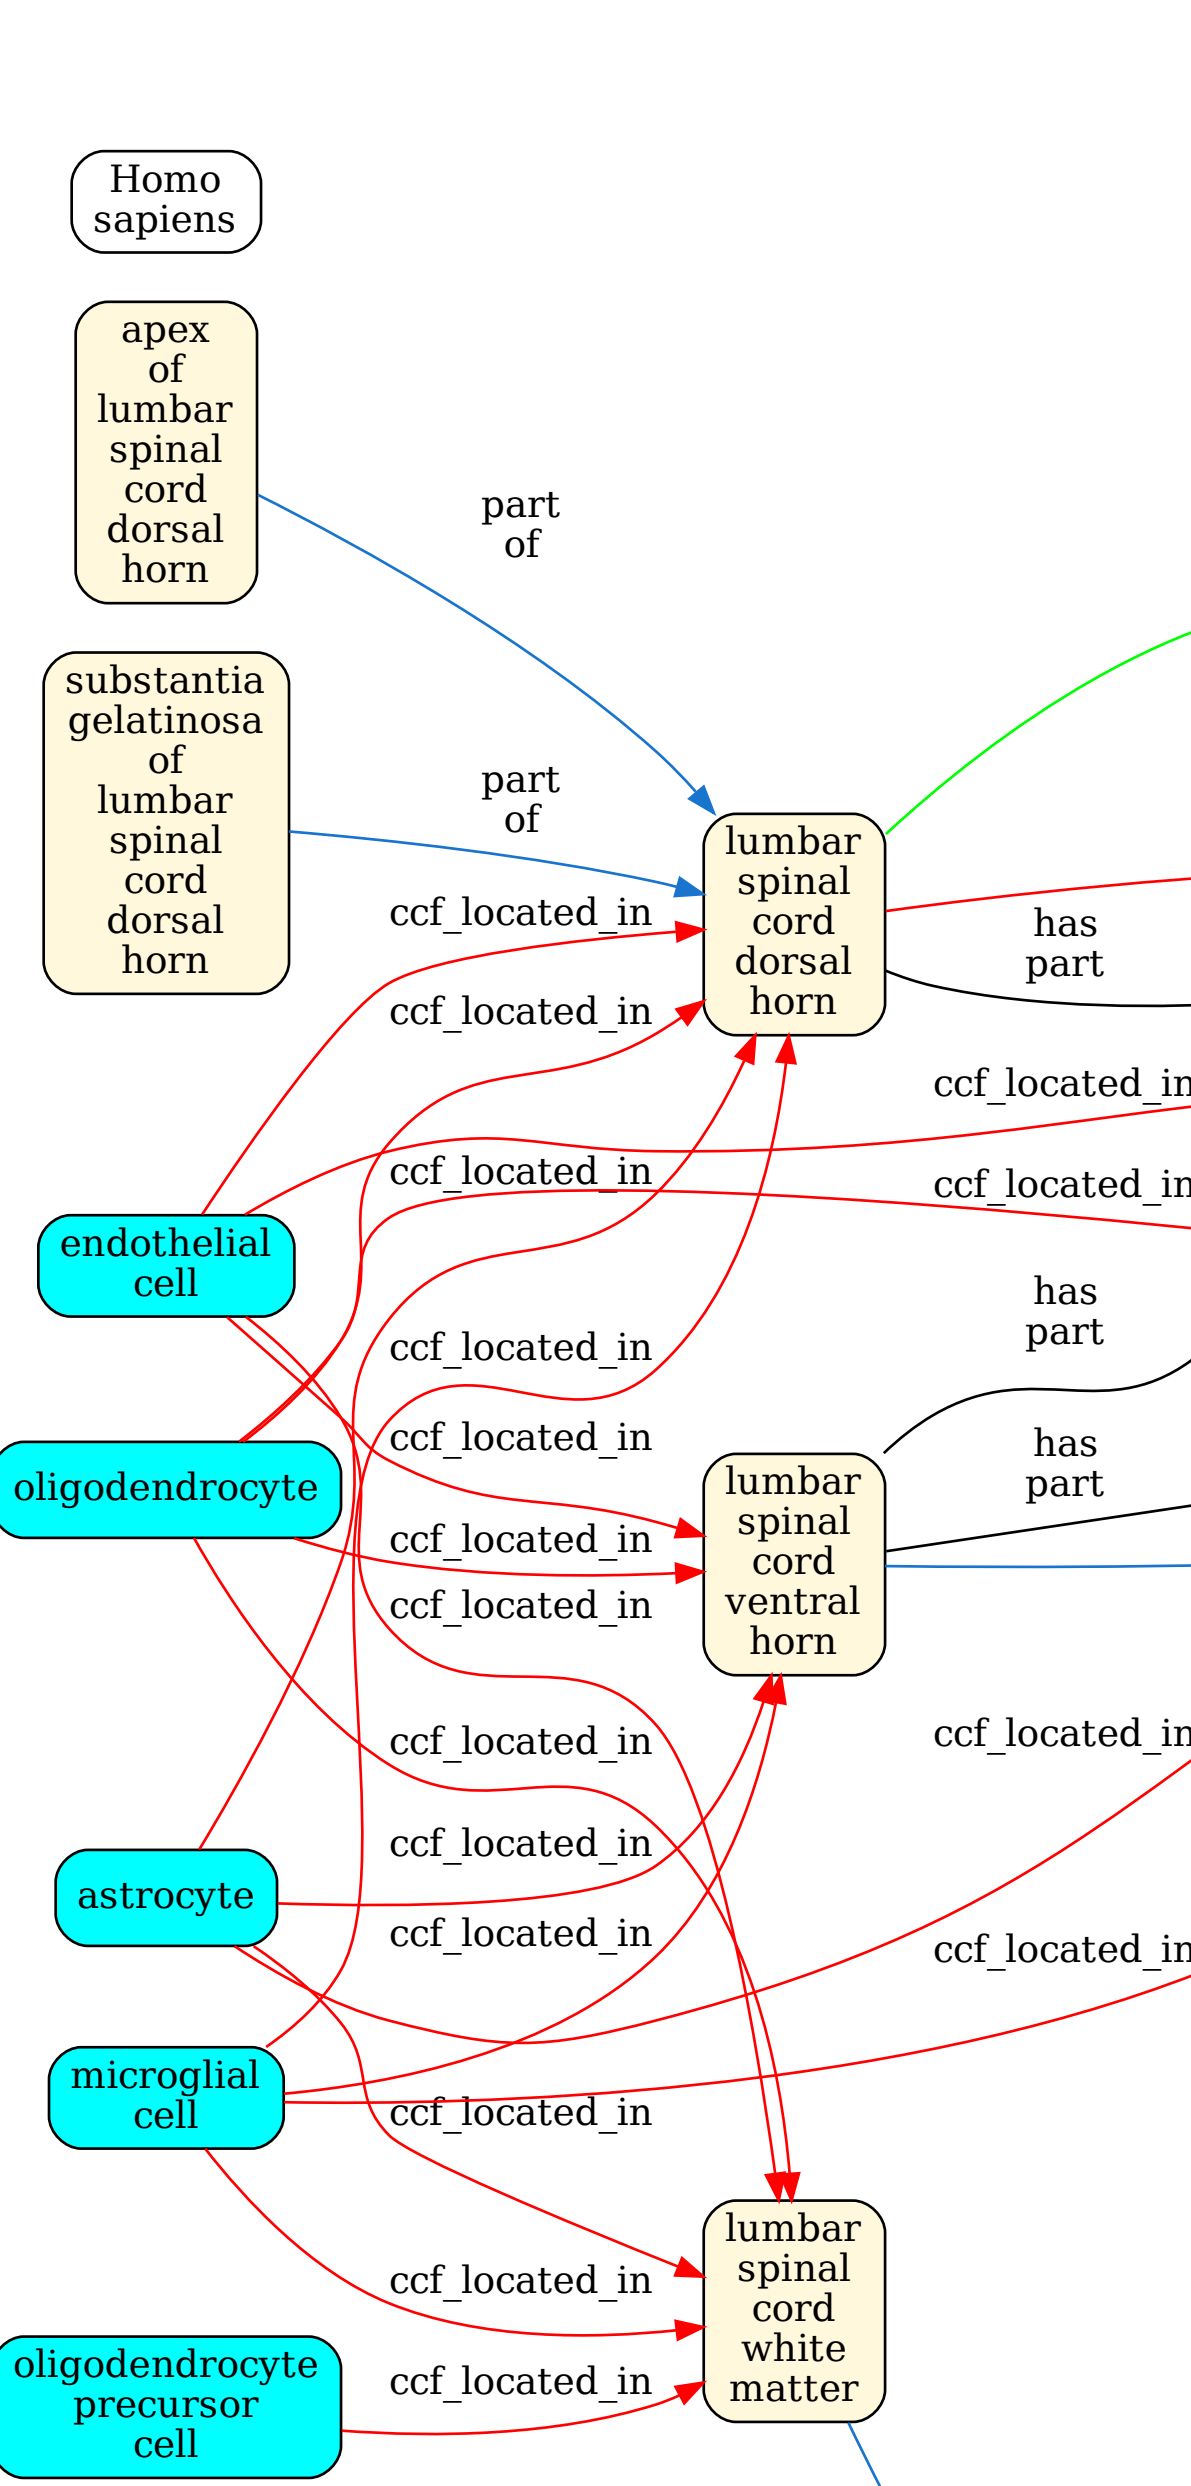 Homo
sapiens
apex
of
lumbar
spinal
cord
dorsal
horn
part
of
substantia
gelatinosa
of
lumbar
spinal
cord
dorsal
horn
part
of
lumbar
spinal
cord
dorsal
horn
ccf_located_in
has
part
ccf_located_in
ccf_located_in
ccf_located_in
ccf_located_in
endothelial
cell
has
part
ccf_located_in
ccf_located_in
has
part
oligodendrocyte
lumbar
spinal
cord
ventral
horn
ccf_located_in
ccf_located_in
ccf_located_in
ccf_located_in
ccf_located_in
astrocyte
ccf_located_in
ccf_located_in
microglial
cell
ccf_located_in
lumbar
spinal
cord
white
matter
ccf_located_in
oligodendrocyte
precursor
cell
ccf_located_in